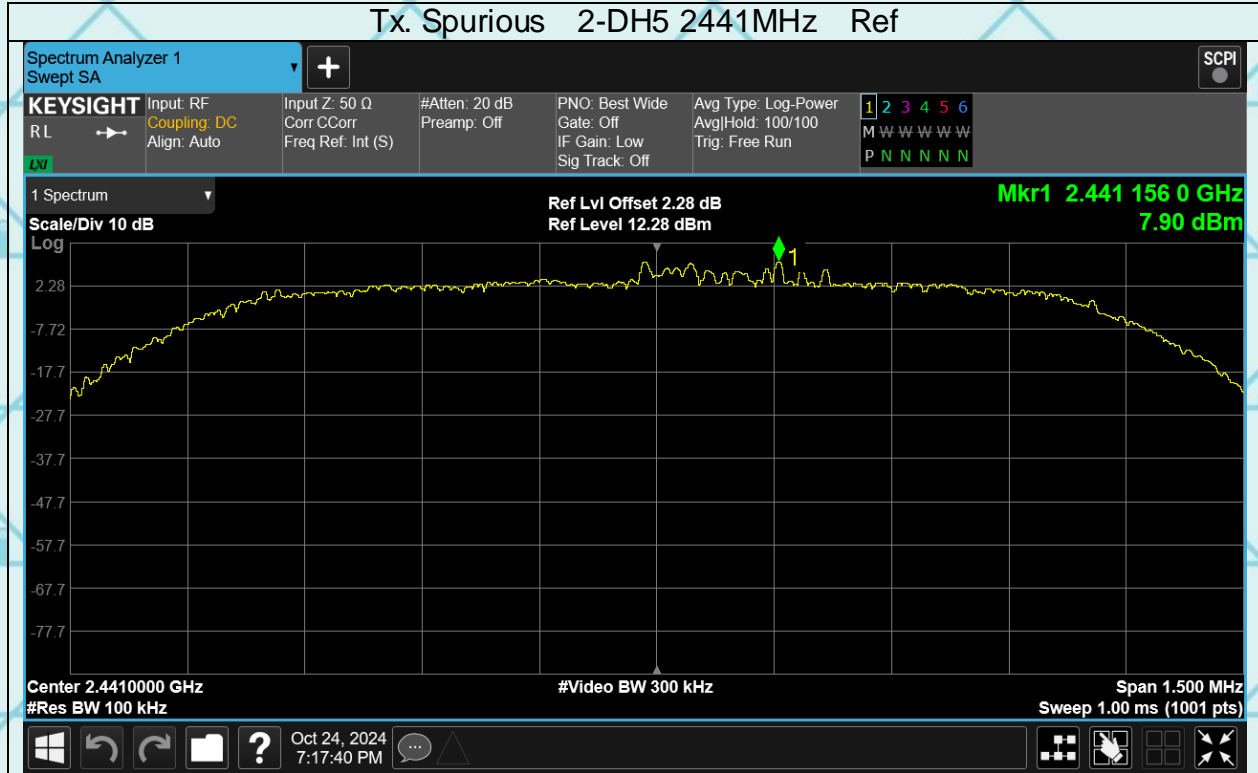 Tx. Spurious 2-DH5 2441MHz Ref
Spectrum Analyzer 1
Swept SA
SCPI
KEYSIGHT
R L
LXI
Input: RF
Coupling: DC
Align: Auto
Input Z: 50 Ω
Corr CCorr
Freq Ref: Int (S)
#Atten: 20 dB
Preamp: Off
PNO: Best Wide
Gate: Off
IF Gain: Low
Sig Track: Off
Avg Type: Log-Power
Avg|Hold: 100/100
Trig: Free Run
1 2 3 4 5 6
M W W W W W
P N N N N N
1 Spectrum
Scale/Div 10 dB
Ref Lvl Offset 2.28 dB
Ref Level 12.28 dBm
Mkr1 2.441 156 0 GHz
7.90 dBm
Log
1
2.28
-7.72
-17.7
-27.7
-37.7
-47.7
-57.7
-67.7
-77.7
Center 2.4410000 GHz
#Res BW 100 kHz
#Video BW 300 kHz
Span 1.500 MHz
Sweep 1.00 ms (1001 pts)
?
Oct 24, 2024
7:17:40 PM